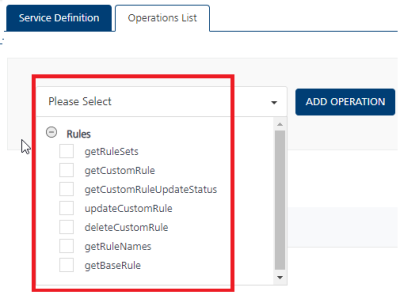 Service Definition
Operations List
Please Select
ADD OPERATION
Rules
getRuleSets
getCustomRule
getCustomRuleUpdateStatus
updateCustomRule
deleteCustomRule
getRuleNames
getBaseRule